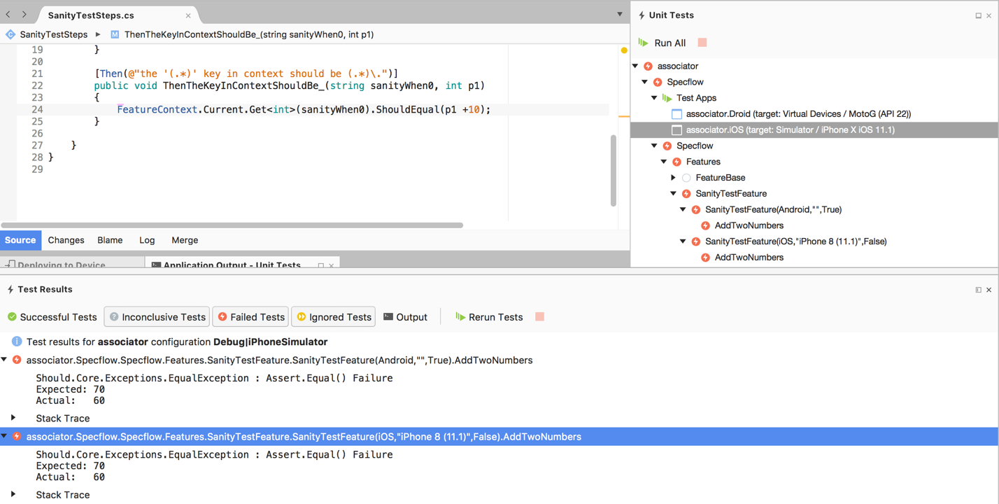 SanityTestSteps.cs
SanityTestSteps ThenTheKeyInContextShouldBe_(string sanityWhen0, int p1)
19 }
20
21 [Then(@"the '(.*)' key in context should be (.*)\.")]
22 public void ThenTheKeyInContextShouldBe_(string sanityWhen0, int p1)
23 {
24 FeatureContext.Current.Get<int>(sanityWhen0).ShouldEqual(p1 +10);
25 }
26
27 }
28 }
29
Source Changes Blame Log Merge
Deploying to Device Application Output - Unit Tests
Unit Tests
Run All
associator
Specflow
Test Apps
associator.Droid (target: Virtual Devices / MotoG (API 22))
associator.iOS (target: Simulator / iPhone X iOS 11.1)
Specflow
Features
FeatureBase
SanityTestFeature
SanityTestFeature(Android,"",True)
AddTwoNumbers
SanityTestFeature(iOS,"iPhone 8 (11.1)",False)
AddTwoNumbers
Test Results
Successful Tests Inconclusive Tests Failed Tests Ignored Tests Output Rerun Tests
Test results for associator configuration Debug|iPhoneSimulator
associator.Specflow.Specflow.Features.SanityTestFeature.SanityTestFeature(Android,"",True).AddTwoNumbers
Should.Core.Exceptions.EqualException : Assert.Equal() Failure
Expected: 70
Actual: 60
Stack Trace
associator.Specflow.Specflow.Features.SanityTestFeature.SanityTestFeature(iOS,"iPhone 8 (11.1)",False).AddTwoNumbers
Should.Core.Exceptions.EqualException : Assert.Equal() Failure
Expected: 70
Actual: 60
Stack Trace